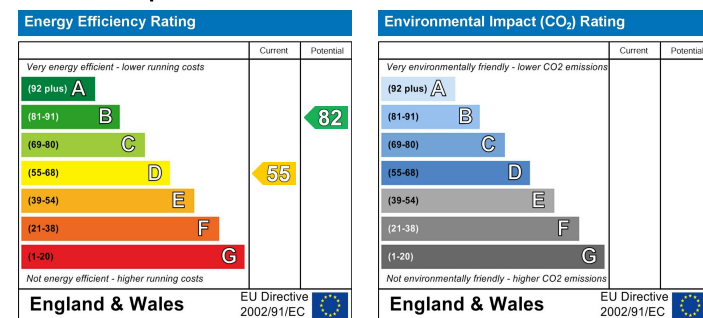 Energy Efficiency Rating
Current Potential
Very energy efficient - lower running costs
(92 plus) A
(81-91) B
82
(69-80) C
(55-68) D
55
(39-54) E
(21-38) F
(1-20) G
Not energy efficient - higher running costs
England & Wales
EU Directive
2002/91/EC
Environmental Impact (CO₂) Rating
Current Potential
Very environmentally friendly - lower CO2 emissions
(92 plus) A
(81-91) B
(69-80) C
(55-68) D
(39-54) E
(21-38) F
(1-20) G
Not environmentally friendly - higher CO2 emissions
England & Wales
EU Directive
2002/91/EC